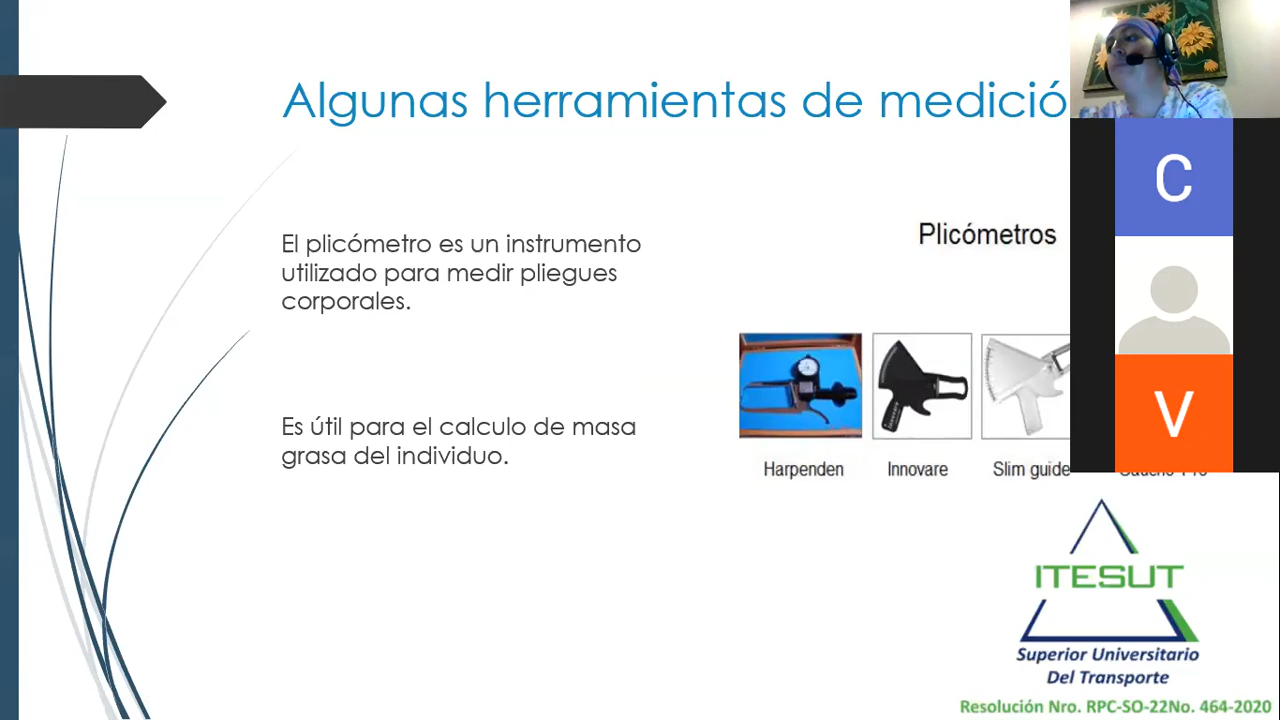 Algunas herramientas de medició
El plicómetro es un instrumento
utilizado para medir pliegues
corporales.
Es útil para el calculo de masa
grasa del individuo.
Plicómetros
Harpenden
Innovare
Slim guide
C
V
ITESUT
Superior Universitario
Del Transporte
Resolución Nro. RPC-SO-22No. 464-2020